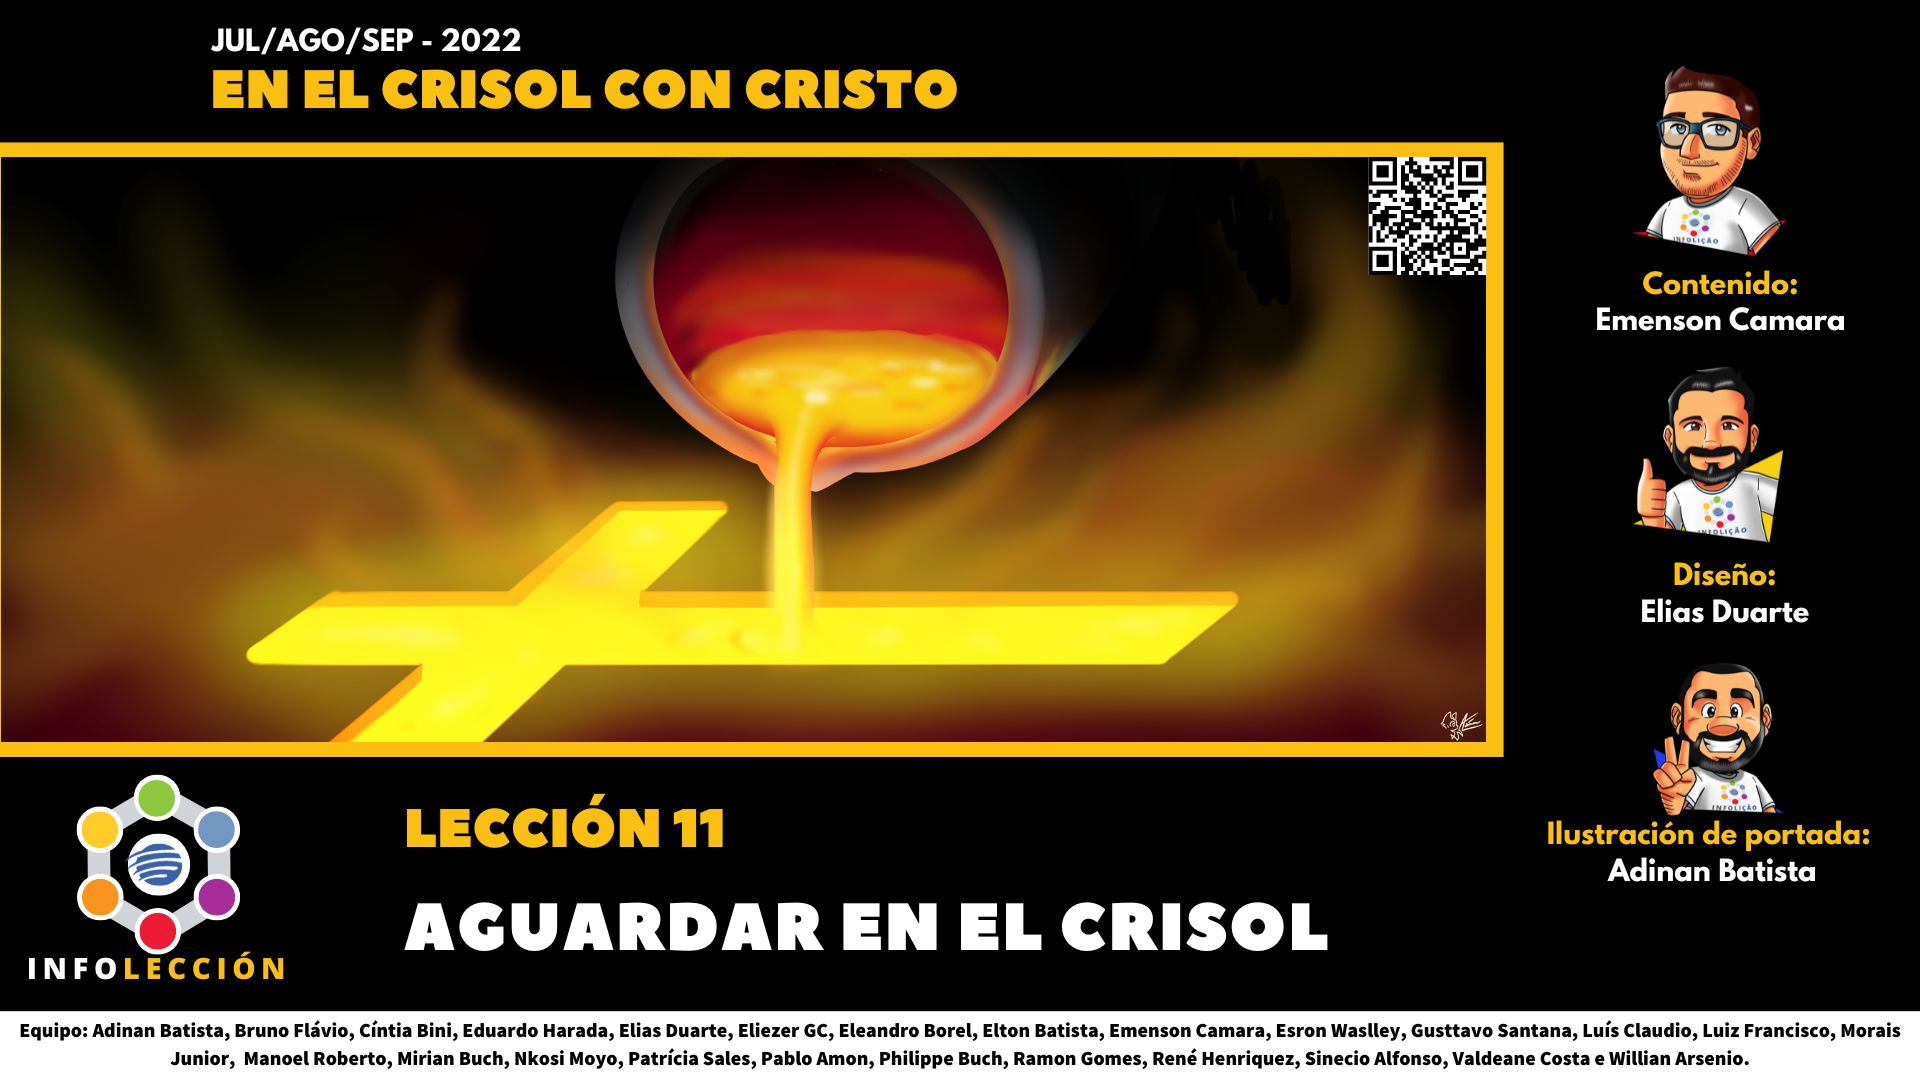 JUL/AGO/SEP - 2022
EN EL CRISOL CON CRISTO
INFOLIÇÃO
Contenido:
Emenson Camara
INFOLIÇÃO
Diseño:
Elias Duarte
INFOLIÇÃO
Ilustración de portada:
Adinan Batista
LECCIÓN 11
AGUARDAR EN EL CRISOL
INFOLECCIÓN
Equipo: Adinan Batista, Bruno Flávio, Cíntia Bini, Eduardo Harada, Elias Duarte, Eliezer GC, Eleandro Borel, Elton Batista, Emenson Camara, Esron Waslley, Gusttavo Santana, Luís Claudio, Luiz Francisco, Morais
Junior, Manoel Roberto, Mirian Buch, Nkosi Moyo, Patrícia Sales, Pablo Amon, Philippe Buch, Ramon Gomes, René Henriquez, Sinecio Alfonso, Valdeane Costa e Willian Arsenio.